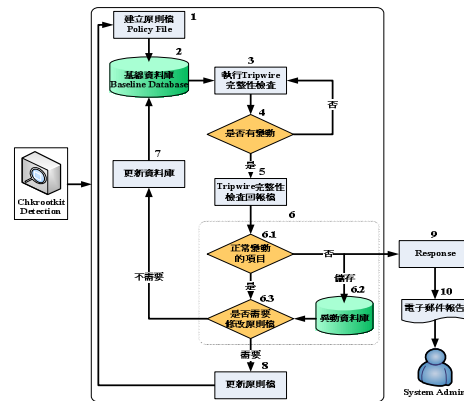 1
建立原則檔
Policy File
2
基線資料庫
Baseline Database
3
執行Tripwire
完整性檢查
否
4
是否有變動
是
5
Tripwire完整性
檢查回報檔
7
更新資料庫
Chkrootkit
Detection
6
6.1
正常變動
的項目
否
儲存
是
6.2
異動資料庫
6.3
是否需要
修改原則檔
不需要
需要
8
更新原則檔
9
Response
10
電子郵件報告
System Admin